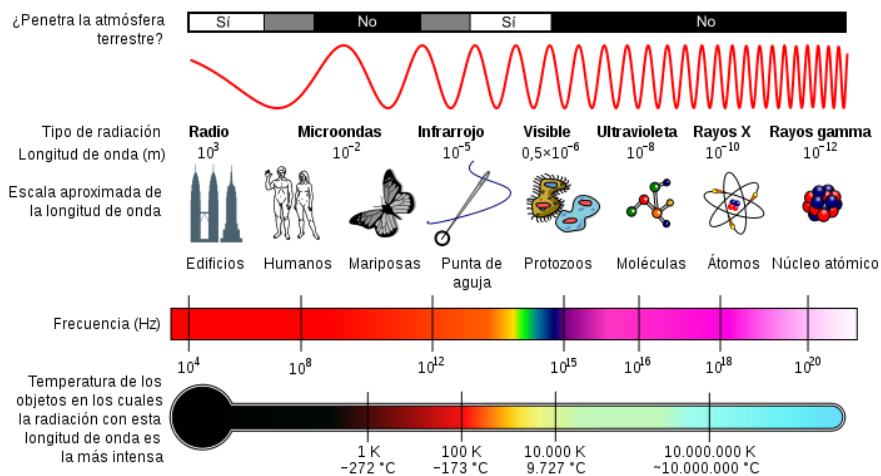 ¿Penetra la atmósfera
terrestre?
Sí No Sí No
Tipo de radiación Radio Microondas Infrarrojo Visible Ultravioleta Rayos X Rayos gamma
Longitud de onda (m) 10³ 10⁻² 10⁻⁵ 0,5×10⁻⁶ 10⁻⁸ 10⁻¹⁰ 10⁻¹²
Escala aproximada de
la longitud de onda
Edificios Humanos Mariposas Punta de
aguja Protozoos Moléculas Átomos Núcleo atómico
Frecuencia (Hz)
10⁴ 10⁸ 10¹² 10¹⁵ 10¹⁶ 10¹⁸ 10²⁰
Temperatura de los
objetos en los cuales
la radiación con esta
longitud de onda es
la más intensa
1 K 100 K 10.000 K 10.000.000 K
−272 °C −173 °C 9.727 °C ~10.000.000 °C